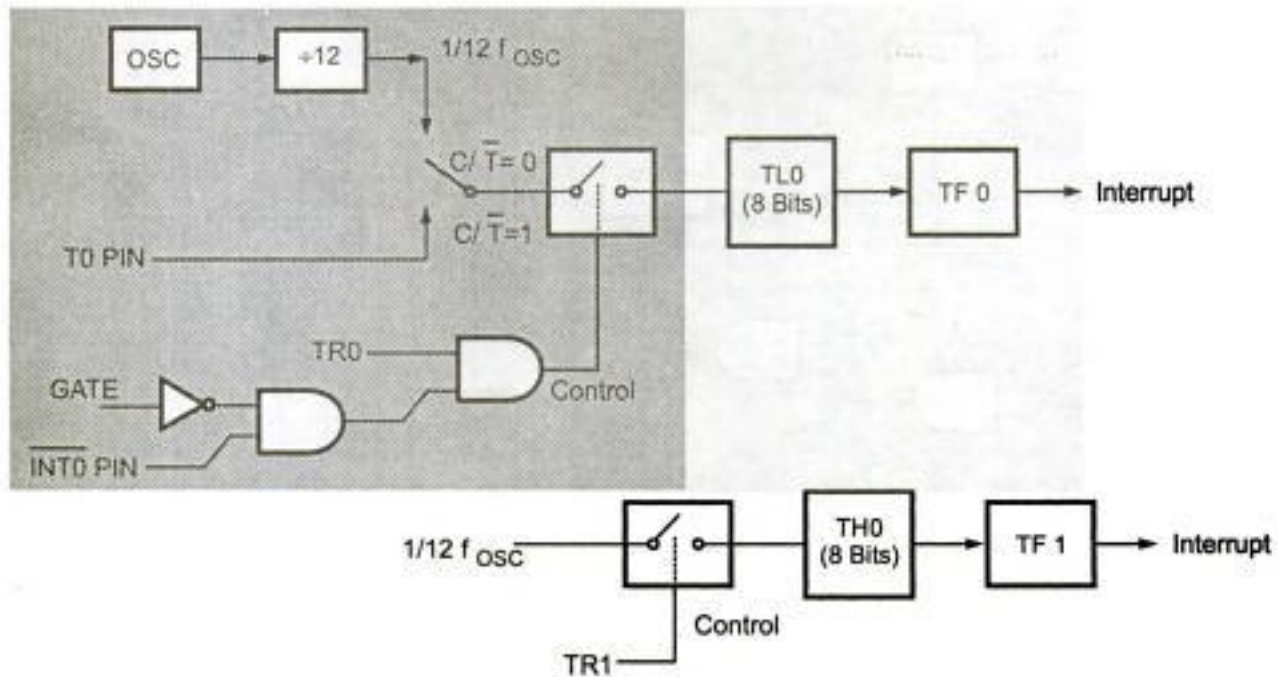 OSC
÷12
1/12 f OSC
C/ T̅ = 0
C/ T̅ =1
T0 PIN
TL0
(8 Bits)
TF 0
Interrupt
TR0
Control
GATE
I̅N̅T̅0̅ PIN
1/12 f OSC
TH0
(8 Bits)
TF 1
Interrupt
Control
TR1